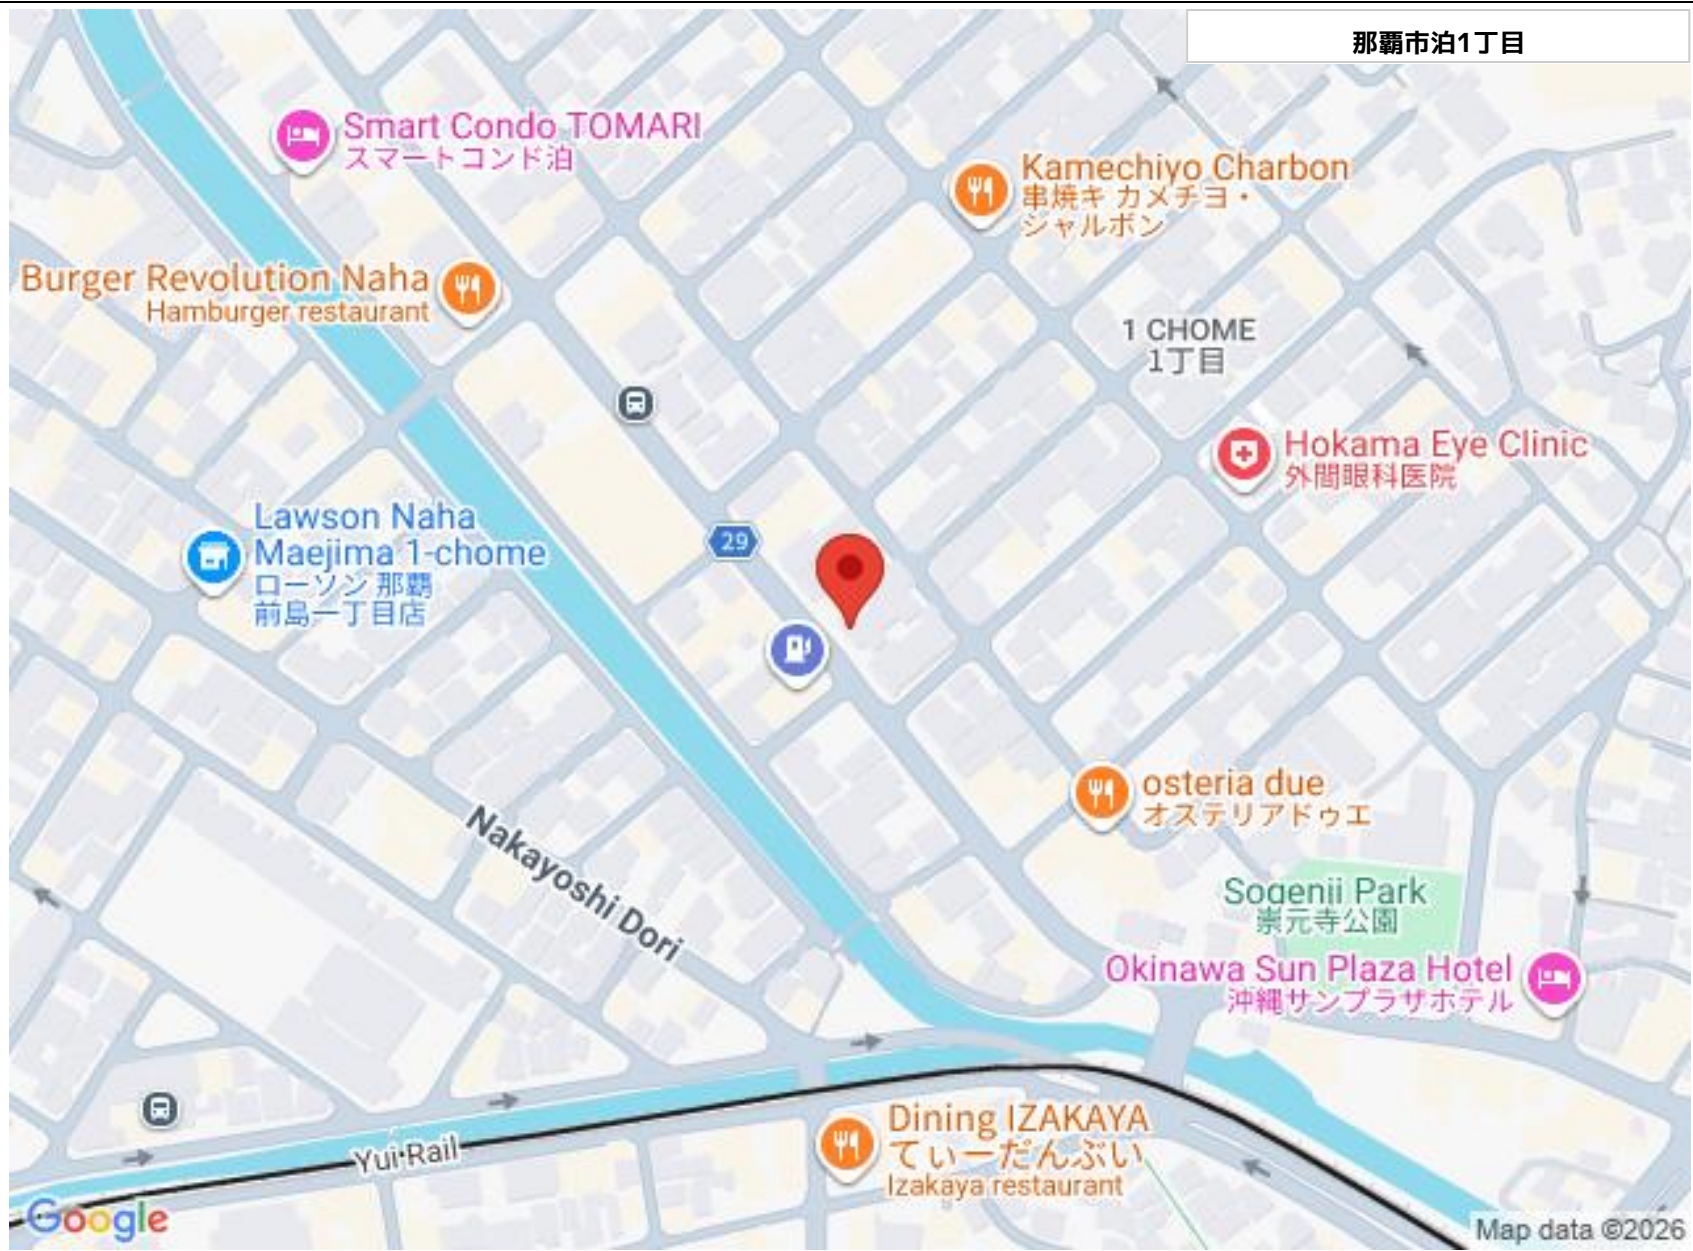 那覇市泊1丁目
Smart Condo TOMARI
スマートコンド泊
Kamechiyo Charbon
串焼キ カメチヨ・
シャルボン
Burger Revolution Naha
Hamburger restaurant
1 CHOME
1丁目
Hokama Eye Clinic
外間眼科医院
Lawson Naha
Maejima 1-chome
ローソン 那覇
前島一丁目店
29
osteria due
オステリアドゥエ
Nakayoshi Dori
Sogenji Park
崇元寺公園
Okinawa Sun Plaza Hotel
沖縄サンプラザホテル
Dining IZAKAYA
てぃーだんぶい
Izakaya restaurant
Yui Rail
Google
Map data ©2026